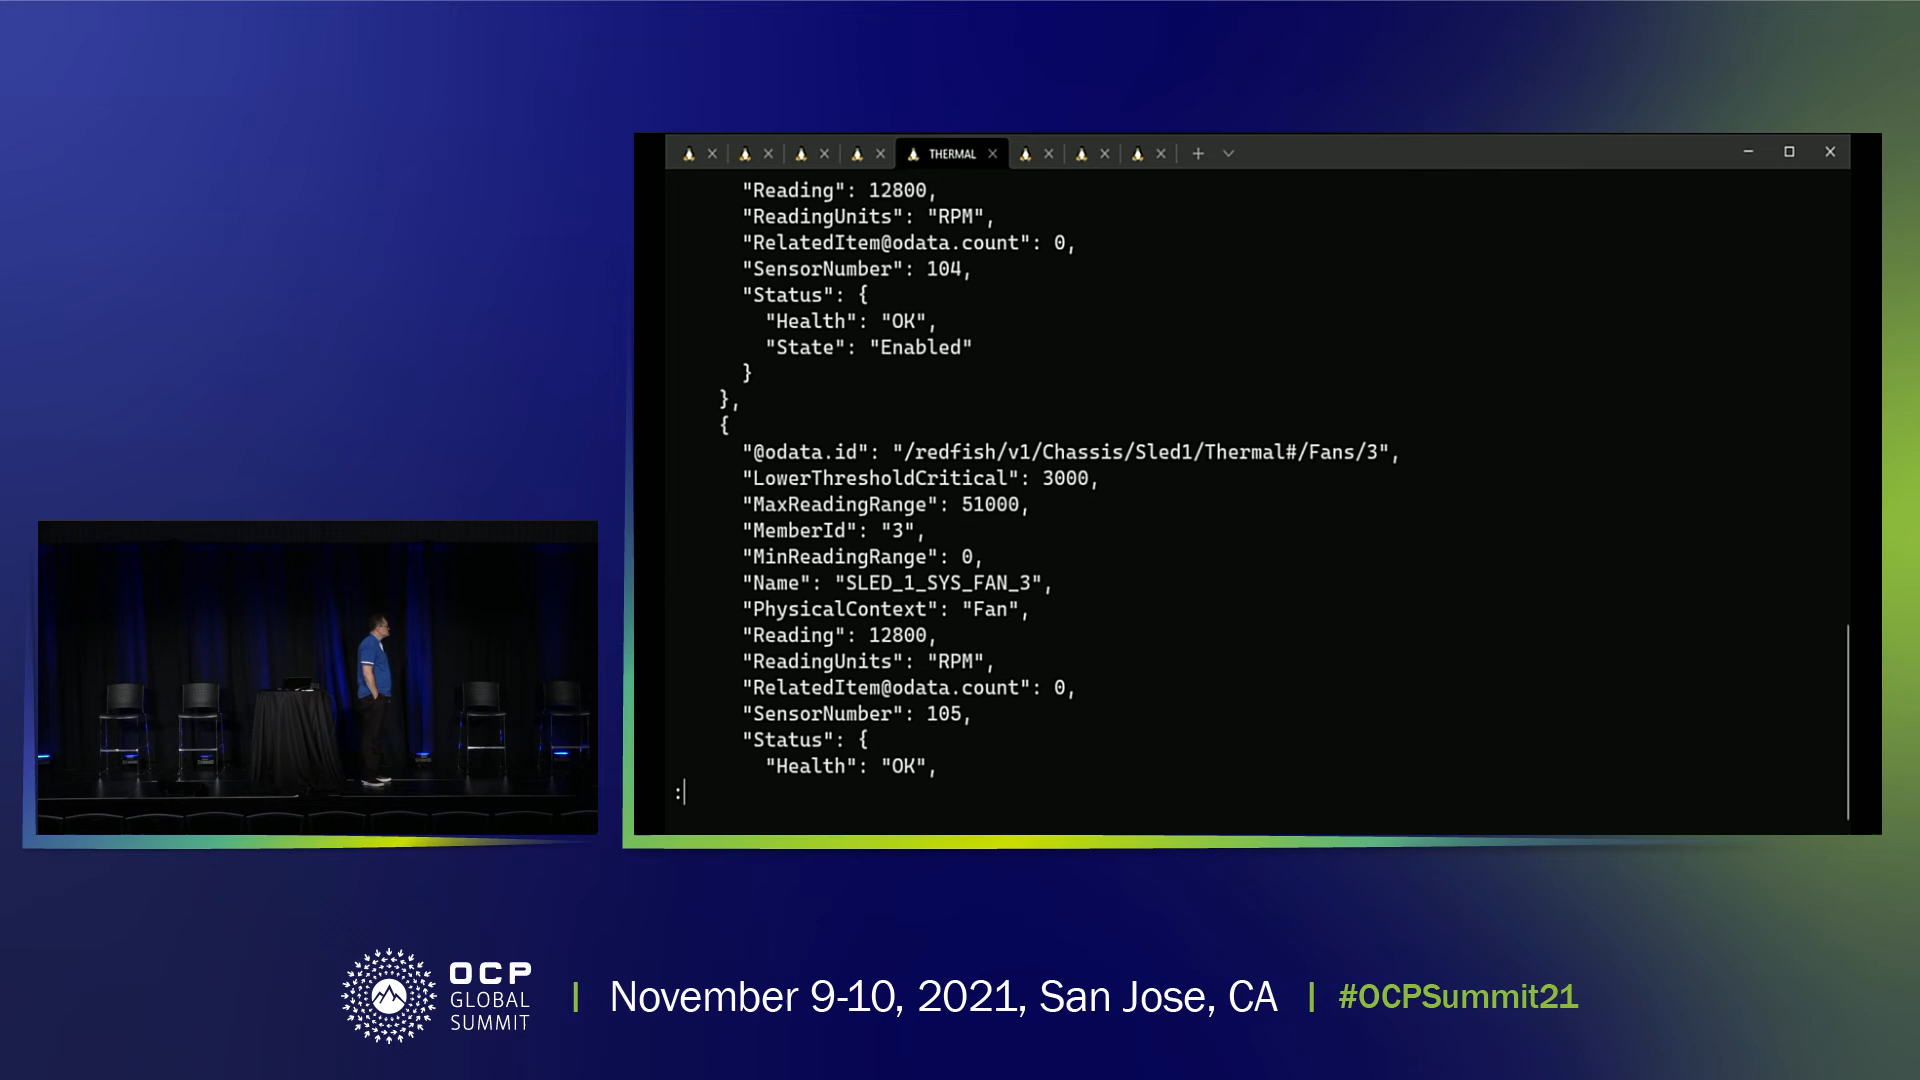 THERMAL
"Reading": 12800,
"ReadingUnits": "RPM",
"RelatedItem@odata.count": 0,
"SensorNumber": 104,
"Status": {
"Health": "OK",
"State": "Enabled"
}
},
{
"@odata.id": "/redfish/v1/Chassis/Sled1/Thermal#/Fans/3",
"LowerThresholdCritical": 3000,
"MaxReadingRange": 51000,
"MemberId": "3",
"MinReadingRange": 0,
"Name": "SLED_1_SYS_FAN_3",
"PhysicalContext": "Fan",
"Reading": 12800,
"ReadingUnits": "RPM",
"RelatedItem@odata.count": 0,
"SensorNumber": 105,
"Status": {
"Health": "OK",
:
OCP
GLOBAL
SUMMIT
November 9-10, 2021, San Jose, CA
#OCPSummit21